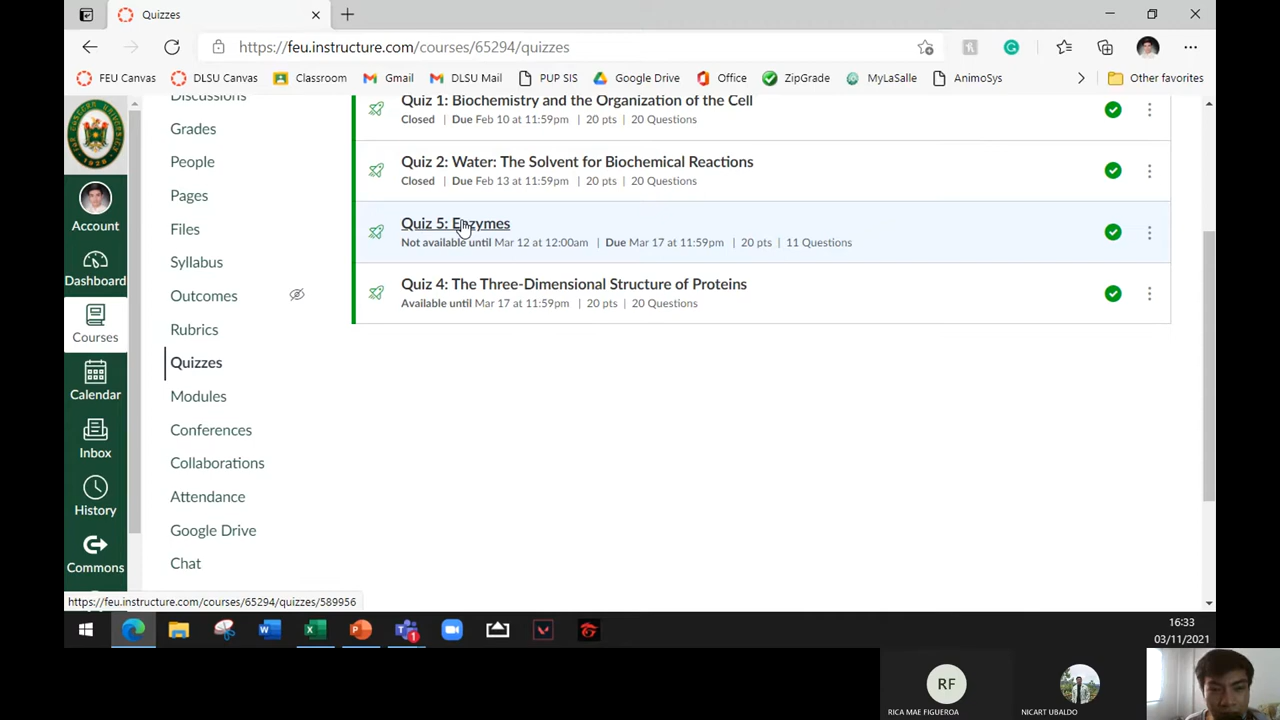 Quizzes
https://feu.instructure.com/courses/65294/quizzes
FEU Canvas
DLSU Canvas
Classroom
Gmail
DLSU Mail
PUP SIS
Google Drive
Office
ZipGrade
MyLaSalle
AnimoSys
Other favorites
Account
Dashboard
Courses
Calendar
Inbox
History
Commons
Discussions
Grades
People
Pages
Files
Syllabus
Outcomes
Rubrics
Quizzes
Modules
Conferences
Collaborations
Attendance
Google Drive
Chat
Quiz 1: Biochemistry and the Organization of the Cell
Closed | Due Feb 10 at 11:59pm | 20 pts | 20 Questions
Quiz 2: Water: The Solvent for Biochemical Reactions
Closed | Due Feb 13 at 11:59pm | 20 pts | 20 Questions
Quiz 5: Enzymes
Not available until Mar 12 at 12:00am | Due Mar 17 at 11:59pm | 20 pts | 11 Questions
Quiz 4: The Three-Dimensional Structure of Proteins
Available until Mar 17 at 11:59pm | 20 pts | 20 Questions
https://feu.instructure.com/courses/65294/quizzes/589956
16:33
03/11/2021
RF
RICA MAE FIGUEROA
NICART UBALDO